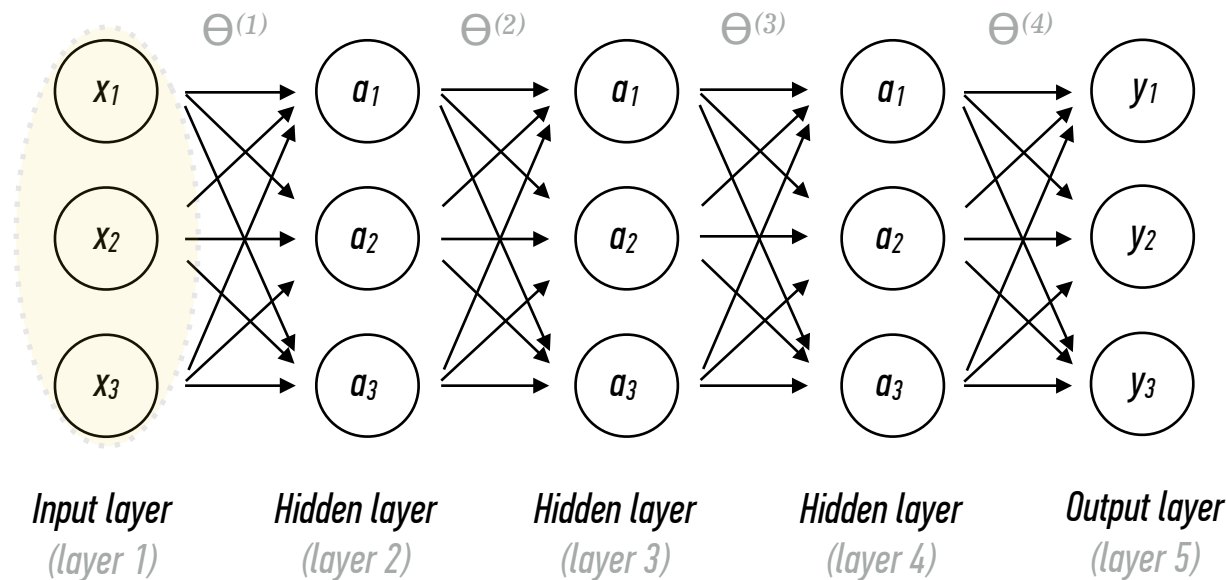 Θ(1) Θ(2) Θ(3) Θ(4)
x1 a1 a1 a1 y1
x2 a2 a2 a2 y2
x3 a3 a3 a3 y3
Input layer Hidden layer Hidden layer Hidden layer Output layer
(layer 1) (layer 2) (layer 3) (layer 4) (layer 5)